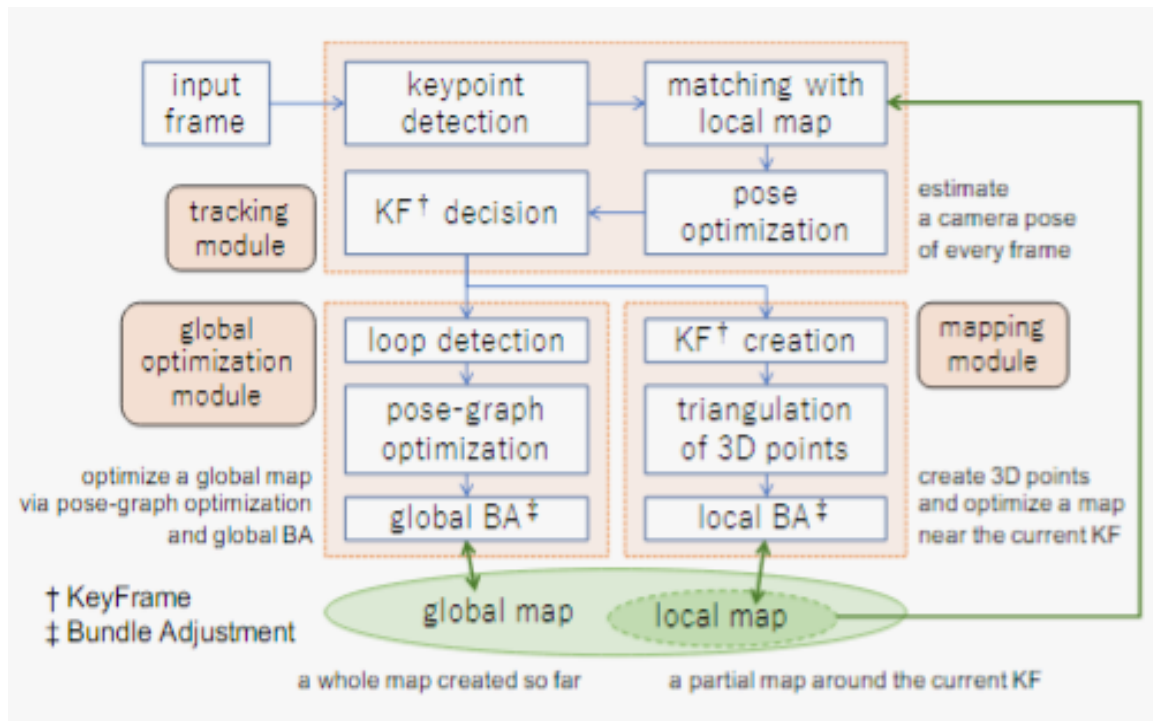 input
frame
keypoint
detection
matching with
local map
tracking
module
KF† decision
pose
optimization
estimate
a camera pose
of every frame
global
optimization
module
loop detection
KF† creation
mapping
module
pose-graph
optimization
triangulation
of 3D points
optimize a global map
via pose-graph optimization
and global BA
global BA‡
local BA‡
create 3D points
and optimize a map
near the current KF
† KeyFrame
‡ Bundle Adjustment
global map
local map
a whole map created so far
a partial map around the current KF